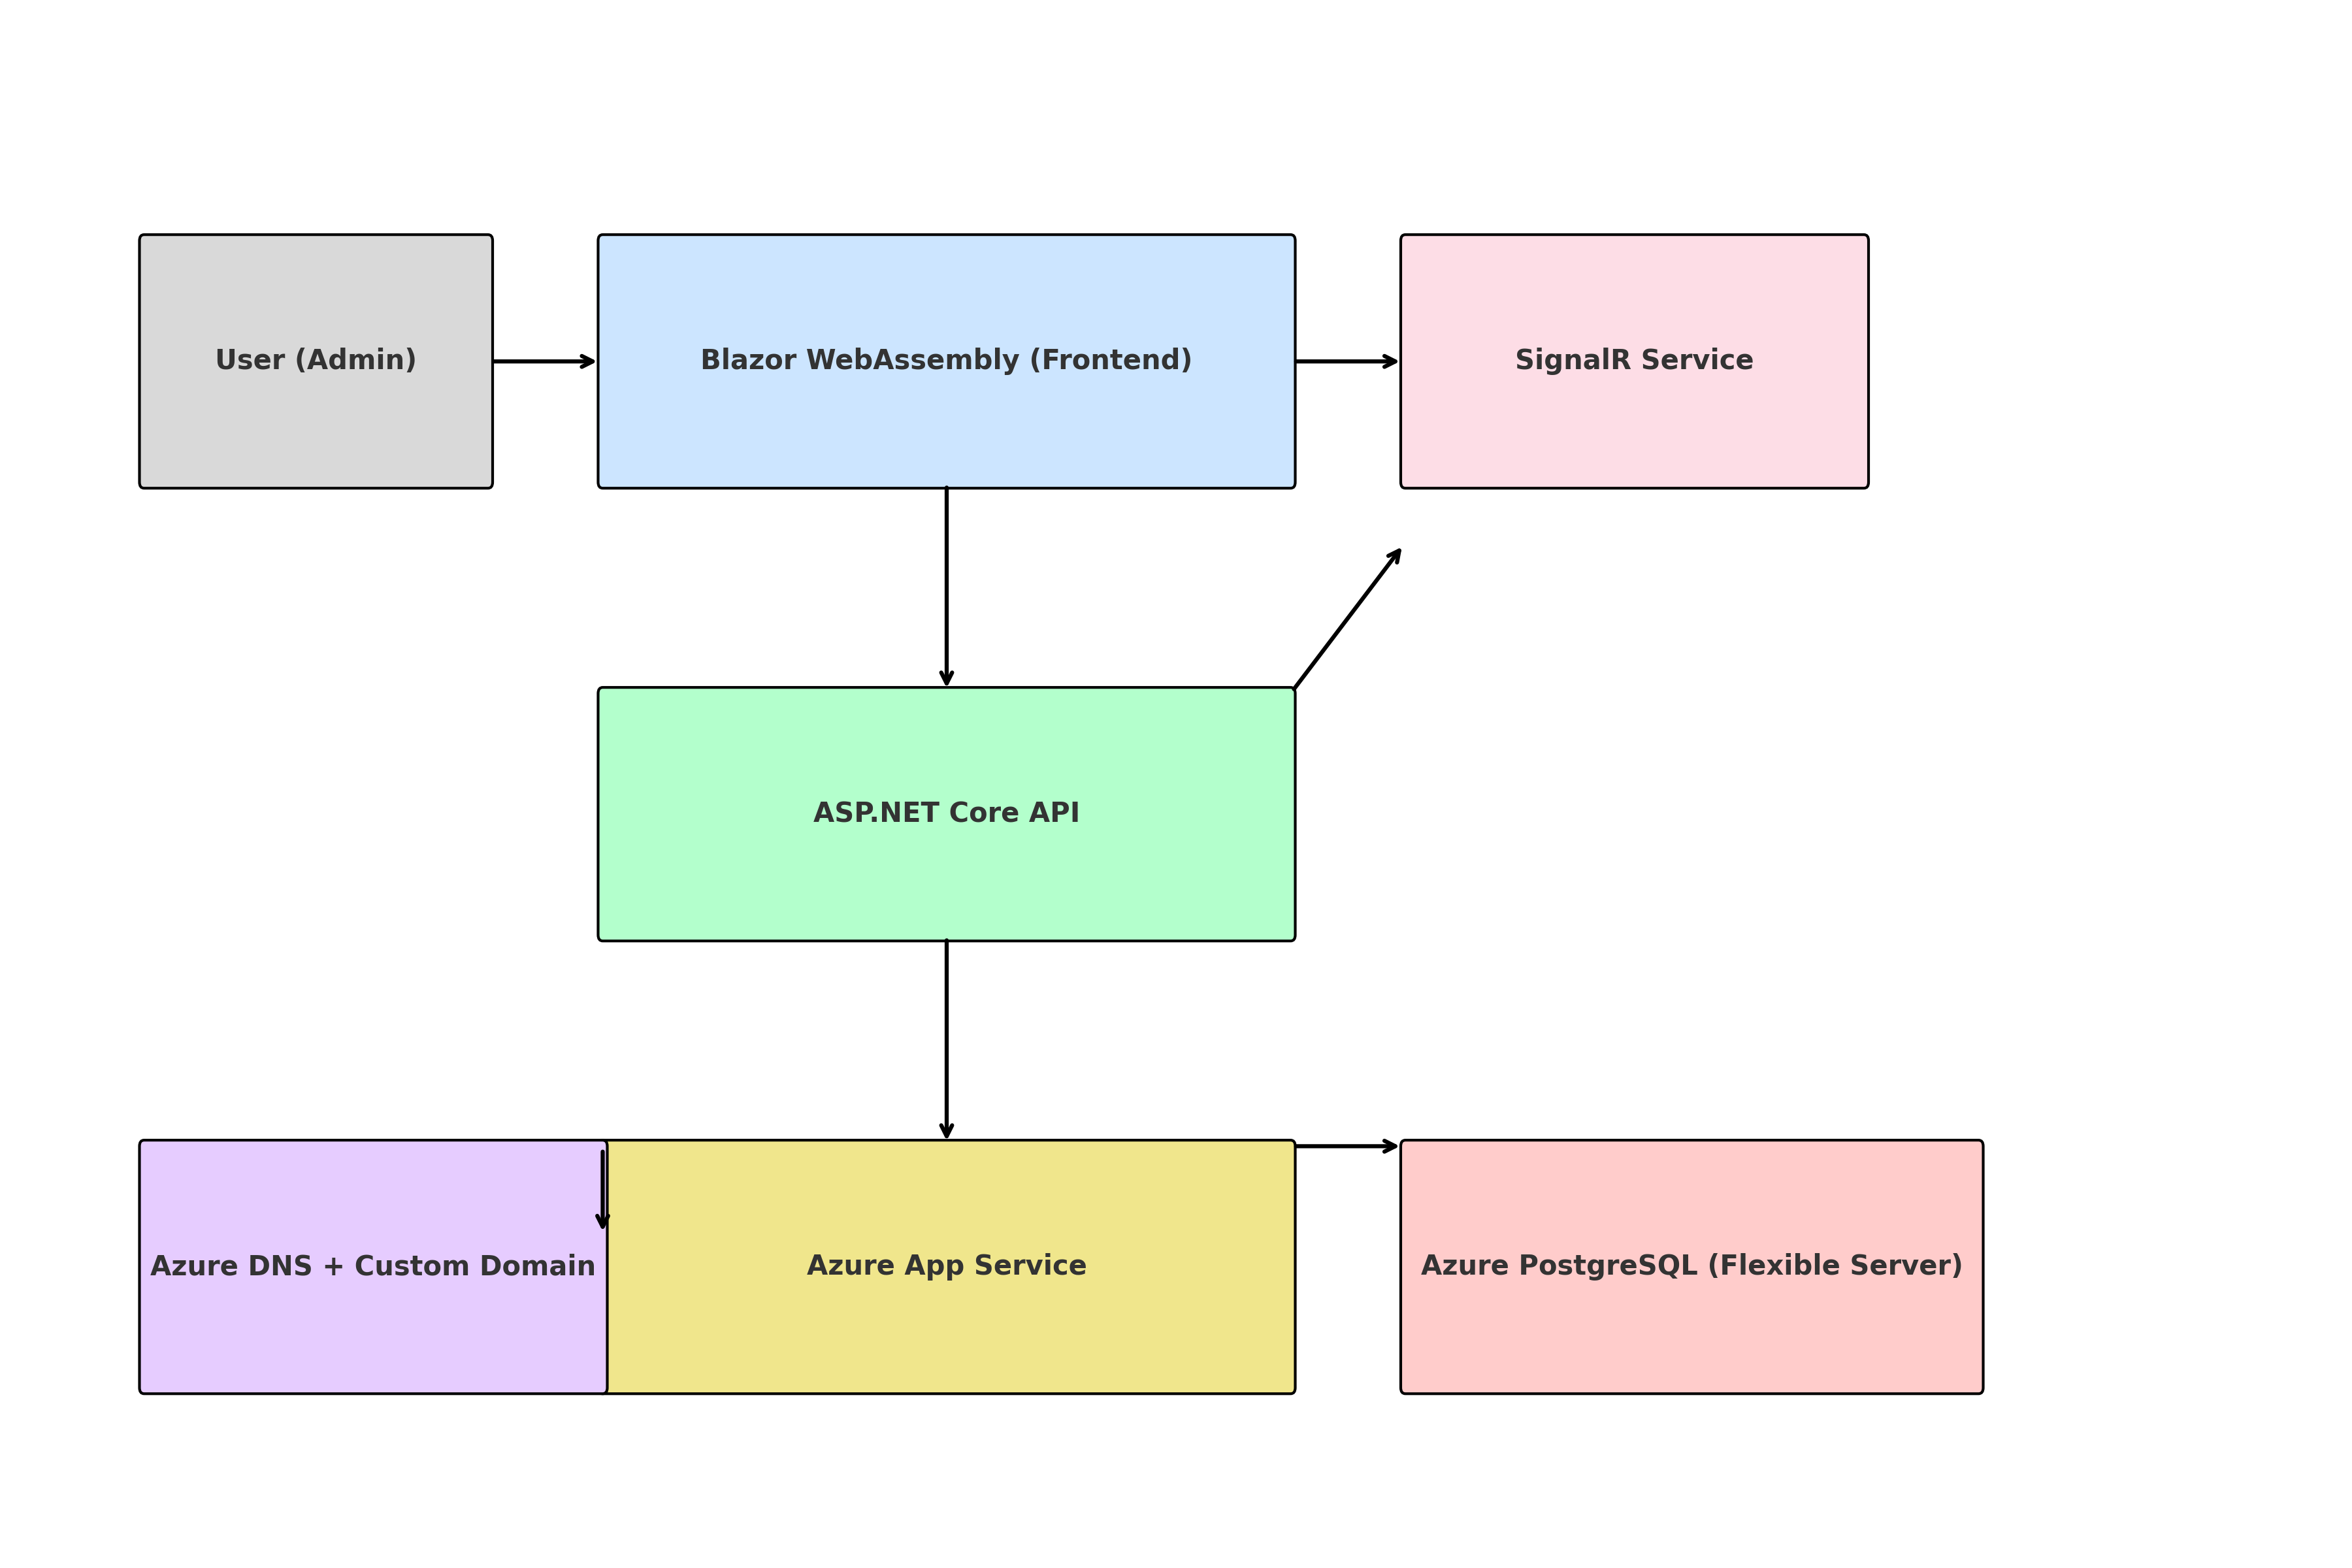 User (Admin)
Blazor WebAssembly (Frontend)
SignalR Service
ASP.NET Core API
Azure DNS + Custom Domain
Azure App Service
Azure PostgreSQL (Flexible Server)